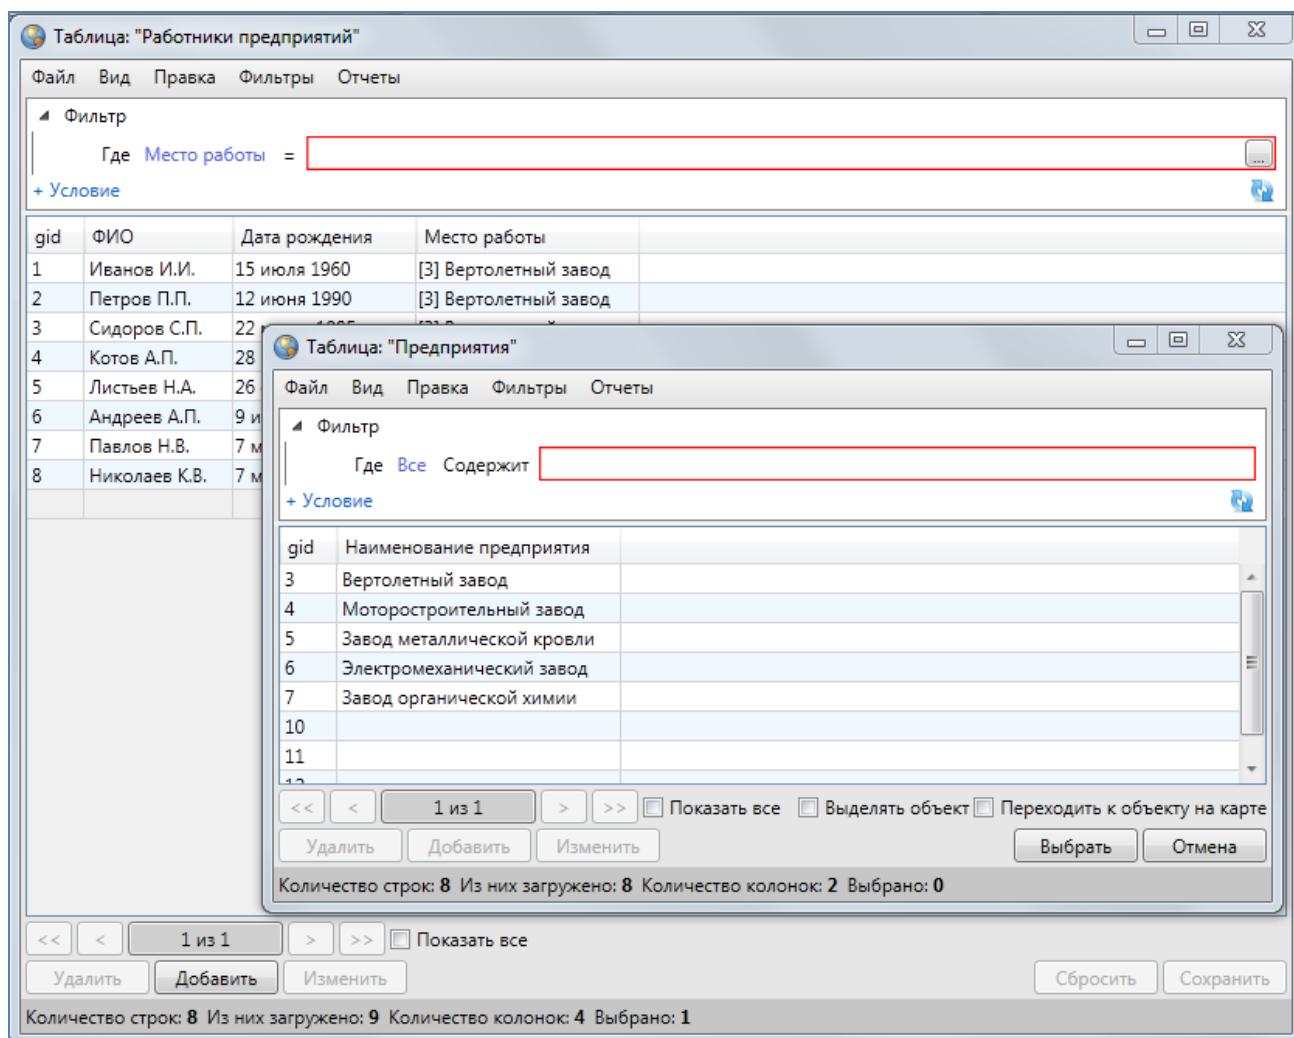 Таблица: "Работники предприятий"
Файл Вид Правка Фильтры Отчеты
Фильтр
Где Место работы =
...
+ Условие
gid ФИО Дата рождения Место работы
1 Иванов И.И. 15 июля 1960 [3] Вертолетный завод
2 Петров П.П. 12 июня 1990 [3] Вертолетный завод
3 Сидоров С.П. 22
4 Котов А.П. 28
5 Листьев Н.А. 26
6 Андреев А.П. 9 и
7 Павлов Н.В. 7 м
8 Николаев К.В. 7 м
Таблица: "Предприятия"
Файл Вид Правка Фильтры Отчеты
Фильтр
Где Все Содержит
+ Условие
gid Наименование предприятия
3 Вертолетный завод
4 Моторостроительный завод
5 Завод металлической кровли
6 Электромеханический завод
7 Завод органической химии
10
11
<< < 1 из 1 > >> Показать все Выделять объект Переходить к объекту на карте
Удалить Добавить Изменить Выбрать Отмена
Количество строк: 8 Из них загружено: 8 Количество колонок: 2 Выбрано: 0
<< < 1 из 1 > >> Показать все
Удалить Добавить Изменить Сбросить Сохранить
Количество строк: 8 Из них загружено: 9 Количество колонок: 4 Выбрано: 1